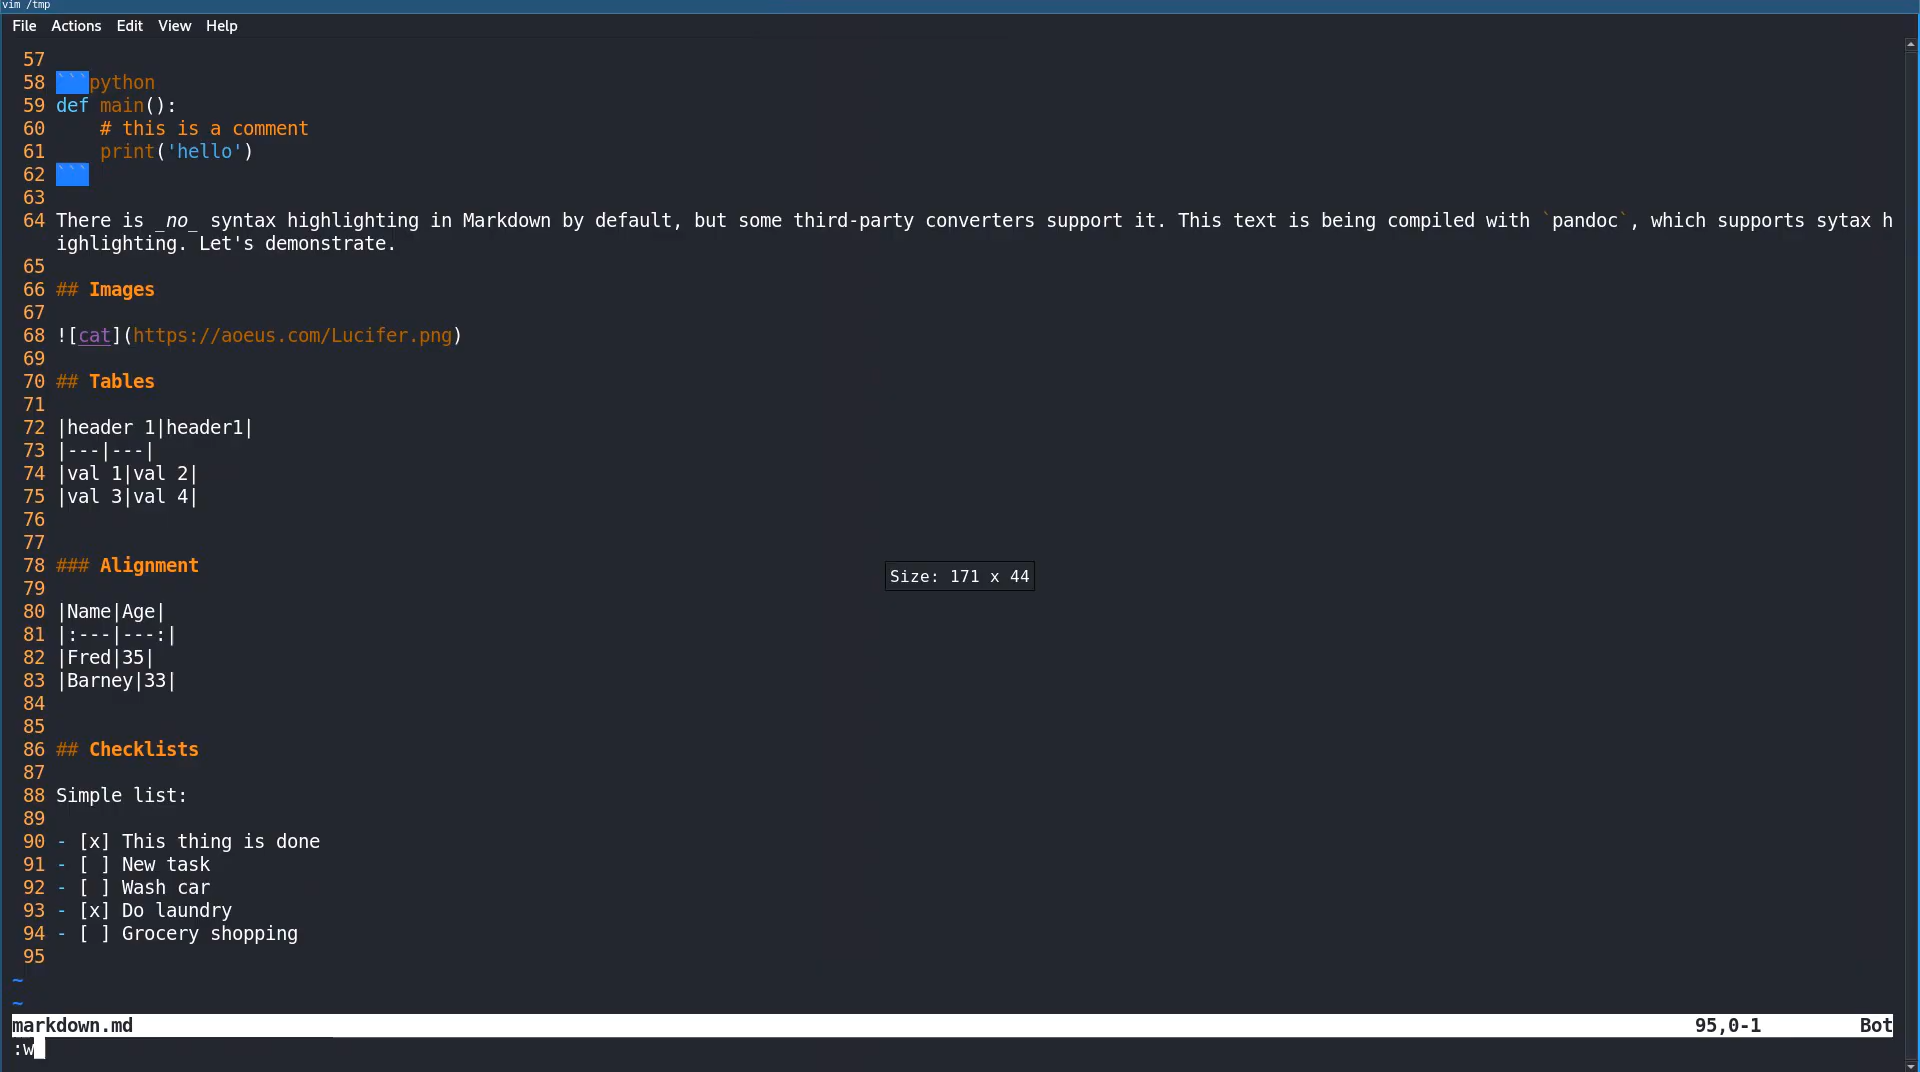 vim /tmp
File Actions Edit View Help
57
58 ```python
59 def main():
60     # this is a comment
61     print('hello')
62 ```
63
64 There is _no_ syntax highlighting in Markdown by default, but some third-party converters support it. This text is being compiled with `pandoc`, which supports sytax h
ighlighting. Let's demonstrate.
65
66 ## Images
67
68 ![cat](https://aoeus.com/Lucifer.png)
69
70 ## Tables
71
72 |header 1|header1|
73 |---|---|
74 |val 1|val 2|
75 |val 3|val 4|
76
77
78 ### Alignment
Size: 171 x 44
79
80 |Name|Age|
81 |:---|---:|
82 |Fred|35|
83 |Barney|33|
84
85
86 ## Checklists
87
88 Simple list:
89
90 - [x] This thing is done
91 - [ ] New task
92 - [ ] Wash car
93 - [x] Do laundry
94 - [ ] Grocery shopping
95
~
~
markdown.md 95,0-1 Bot
:w